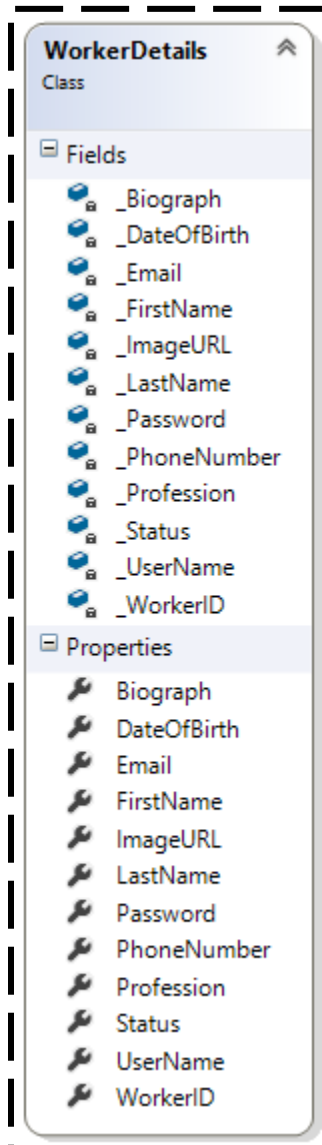 WorkerDetails
Class
Fields
_Biograph
_DateOfBirth
_Email
_FirstName
_ImageURL
_LastName
_Password
_PhoneNumber
_Profession
_Status
_UserName
_WorkerID
Properties
Biograph
DateOfBirth
Email
FirstName
ImageURL
LastName
Password
PhoneNumber
Profession
Status
UserName
WorkerID